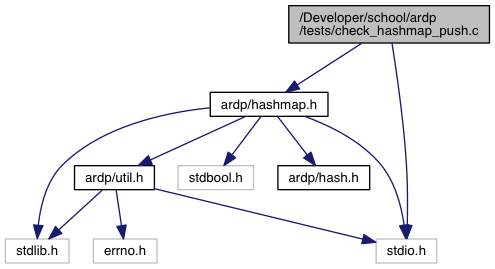 /Developer/school/ardp
/tests/check_hashmap_push.c
ardp/hashmap.h
ardp/util.h
stdbool.h
ardp/hash.h
stdlib.h
errno.h
stdio.h